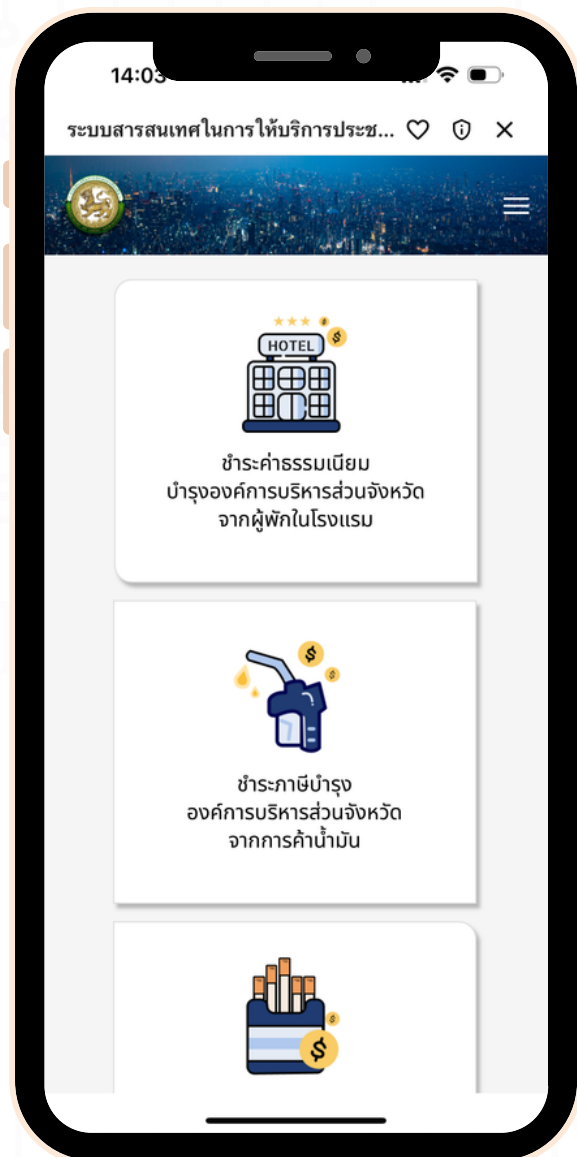 14:03
ระบบสารสนเทศในการให้บริการประช...
★★★ $
HOTEL $
ชำระค่าธรรมเนียม
บำรุงองค์การบริหารส่วนจังหวัด
จากผู้พักในโรงแรม
$
$
ชำระภาษีบำรุง
องค์การบริหารส่วนจังหวัด
จากการค้าน้ำมัน
$
$